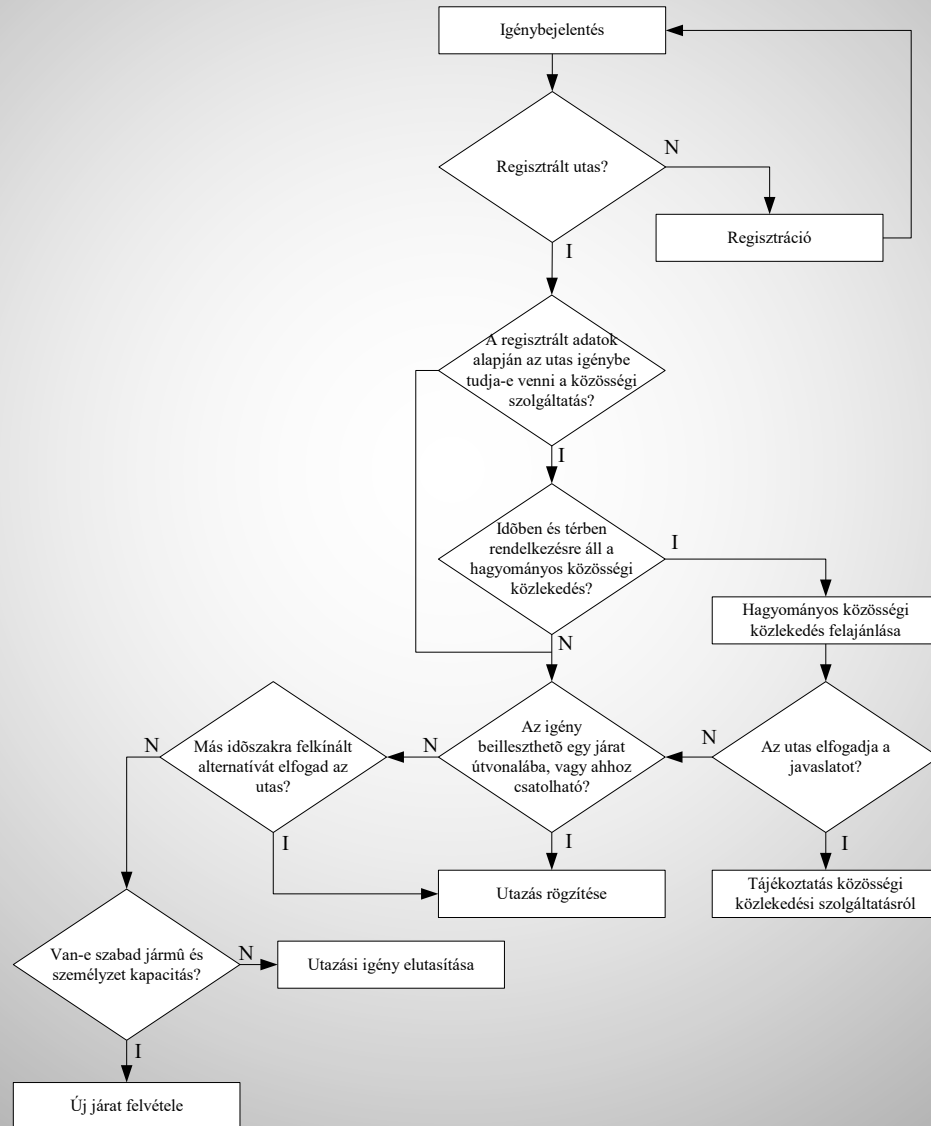 Igénybejelentés
Regisztrált utas?
N
Regisztráció
I
A regisztrált adatok
alapján az utas igénybe
tudja-e venni a közösségi
szolgáltatás?
I
Idõben és térben
rendelkezésre áll a
hagyományos közösségi
közlekedés?
I
Hagyományos közösségi
közlekedés felajánlása
N
Az utas elfogadja a
javaslatot?
N
I
Tájékoztatás közösségi
közlekedési szolgáltatásról
Az igény
beilleszthetõ egy járat
útvonalába, vagy ahhoz
csatolható?
N
I
Utazás rögzítése
Más idõszakra felkínált
alternatívát elfogad az
utas?
N
I
Van-e szabad jármû és
személyzet kapacitás?
N
Utazási igény elutasítása
I
Új járat felvétele